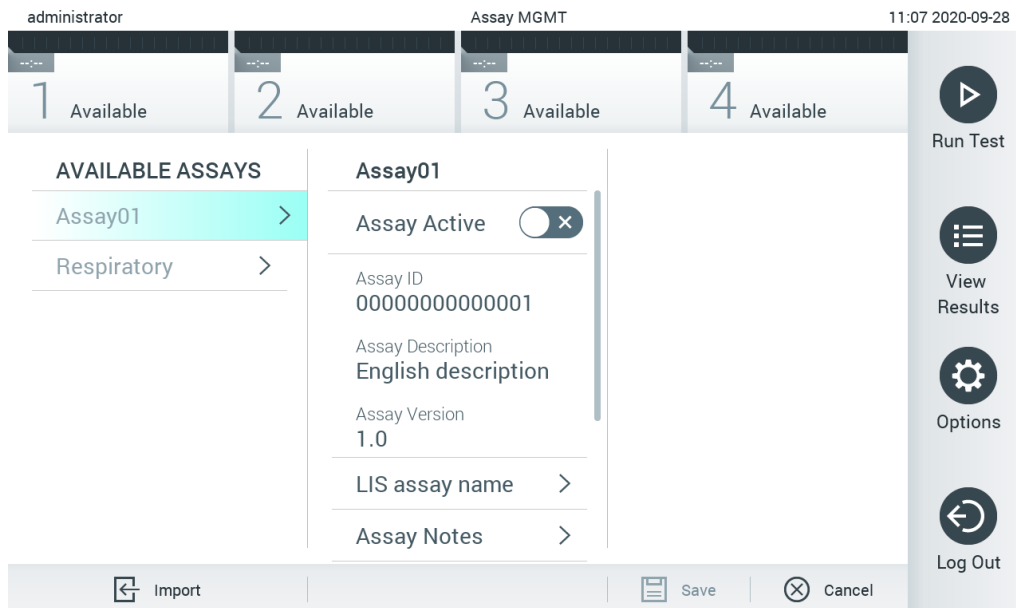 administrator
Assay MGMT
11:07 2020-09-28
--:--
1 Available
--:--
2 Available
--:--
3 Available
--:--
4 Available
AVAILABLE ASSAYS
Assay01
Respiratory
Assay01
Assay Active
Assay ID
00000000000001
Assay Description
English description
Assay Version
1.0
LIS assay name
Assay Notes
Run Test
View
Results
Options
Log Out
Import
Save
Cancel